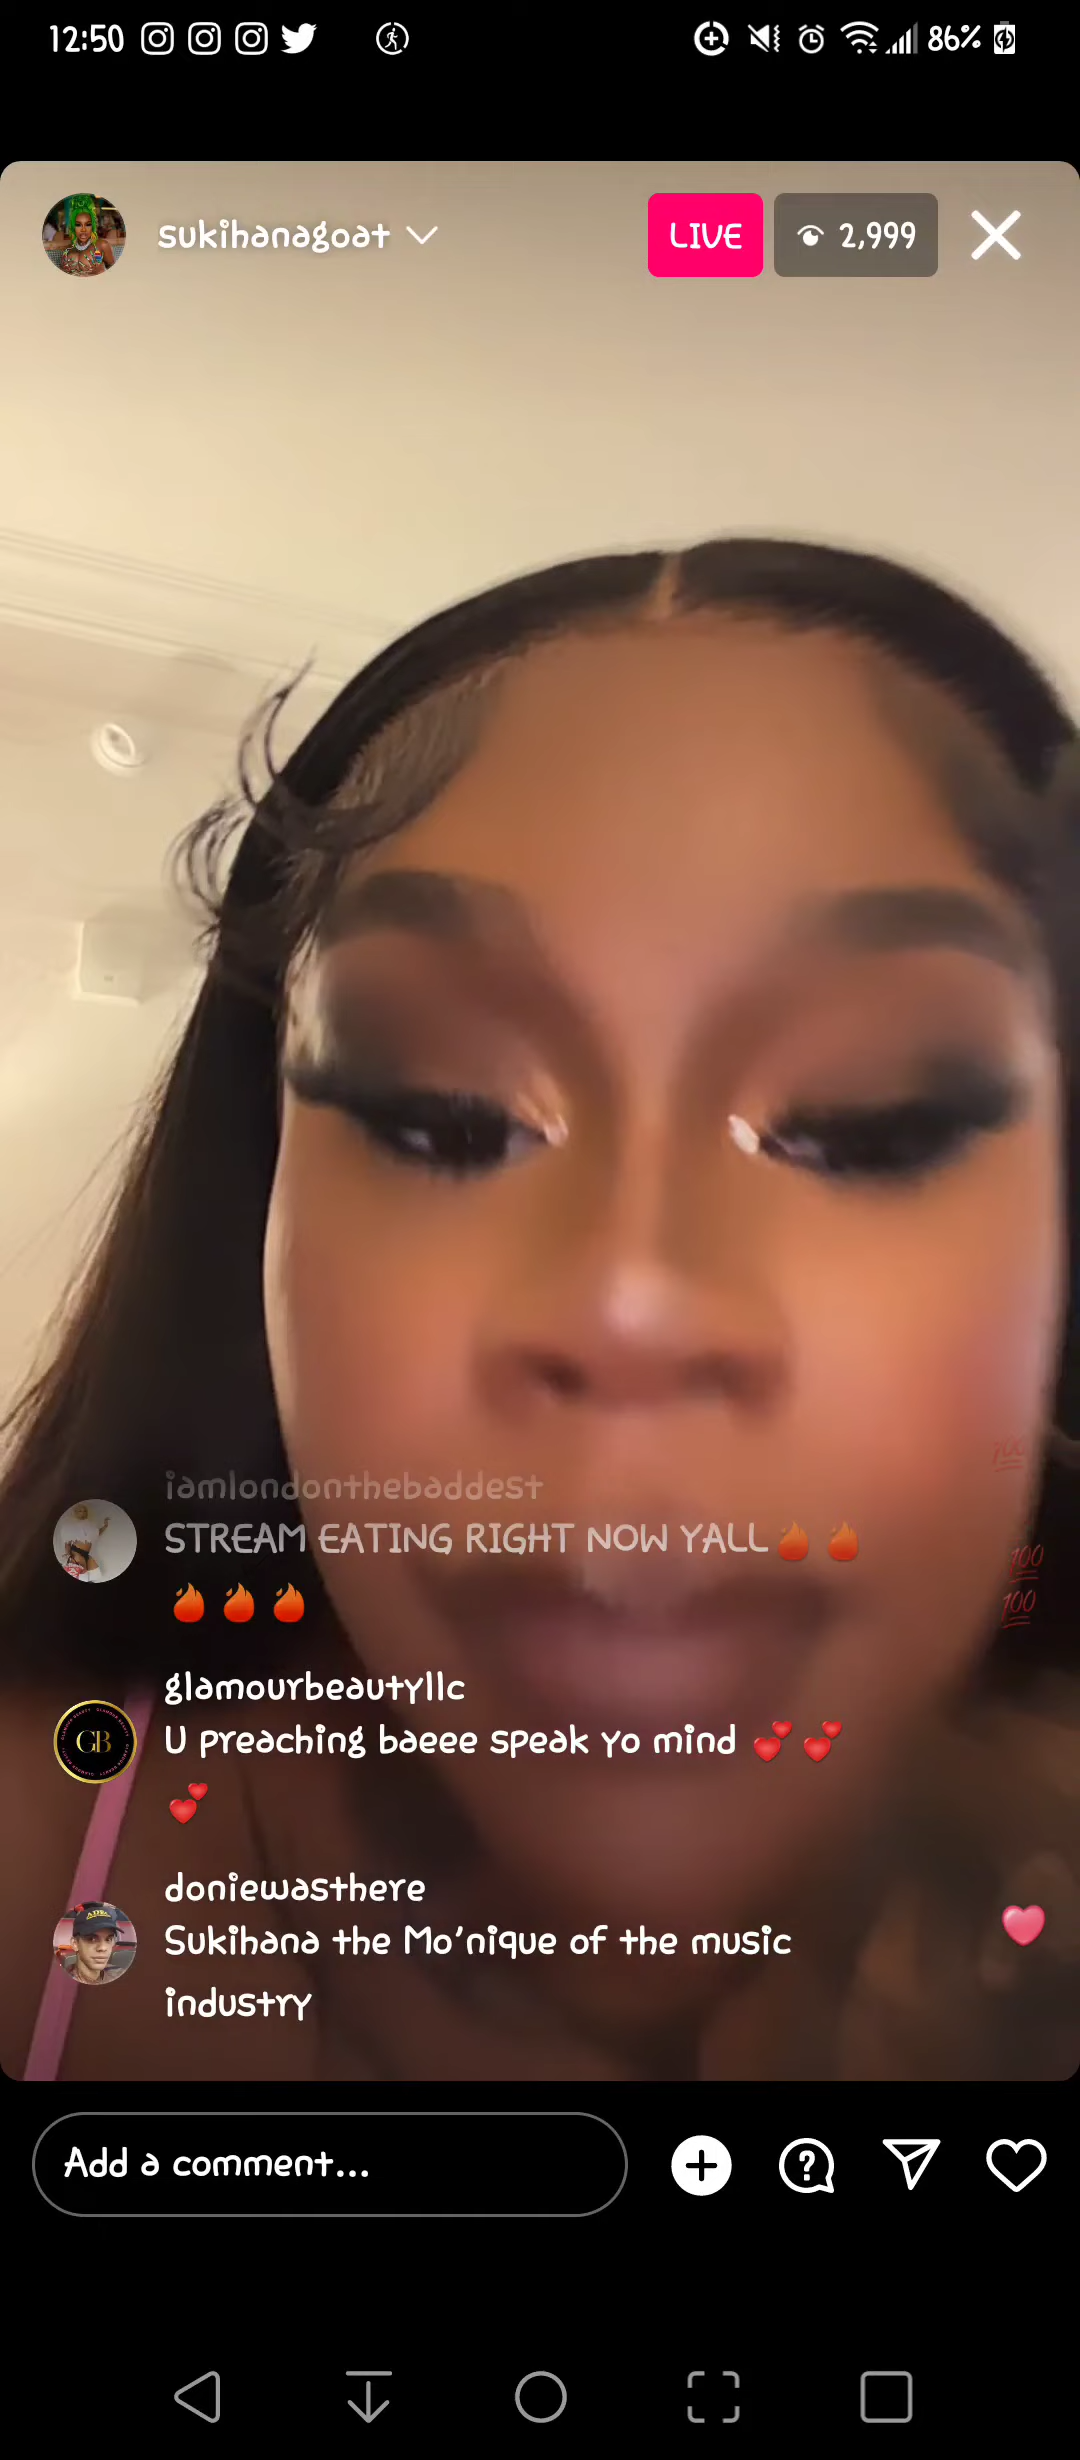 12:50
86%
sukihanagoat
LIVE
2,999
iamlondonthebaddest
STREAM EATING RIGHT NOW YALL🔥🔥
🔥🔥🔥
glamourbeautyllc
GB
U preaching baeee speak yo mind 💕💕
💕
doniewasthere
Sukihana the Mo'nique of the music
industry
Add a comment...